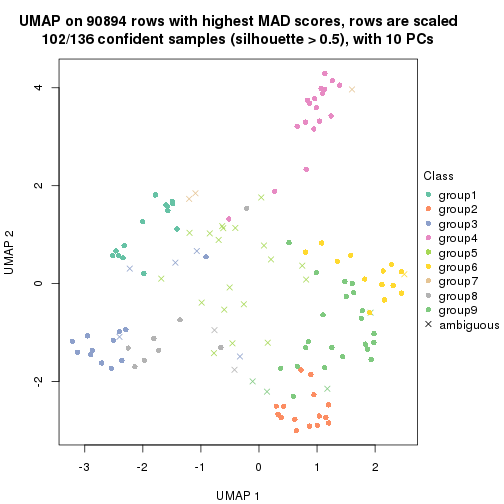 UMAP on 90894 rows with highest MAD scores, rows are scaled
102/136 confident samples (silhouette > 0.5), with 10 PCs
4
2
0
-2
UMAP 2
-3
-2
-1
0
1
2
UMAP 1
Class
group1
group2
group3
group4
group5
group6
group7
group8
group9
ambiguous